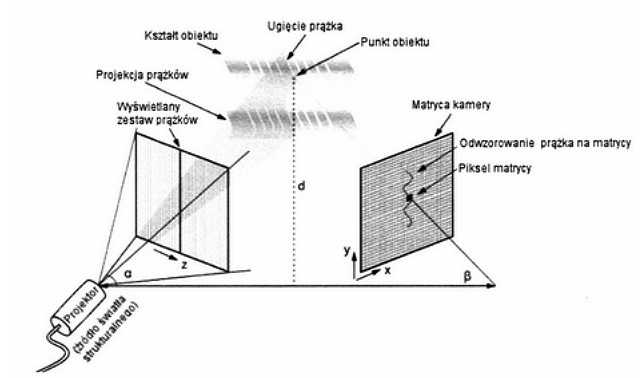 Ugięcie prążka
Kształt obiektu
Punkt obiektu
Projekcja prążków
Wyświetlany
zestaw prążków
Matryca kamery
Odwzorowanie prążka na matrycy
Piksel matrycy
d
y
x
z
α
β
Projektor
(źródło światła
strukturalnego)